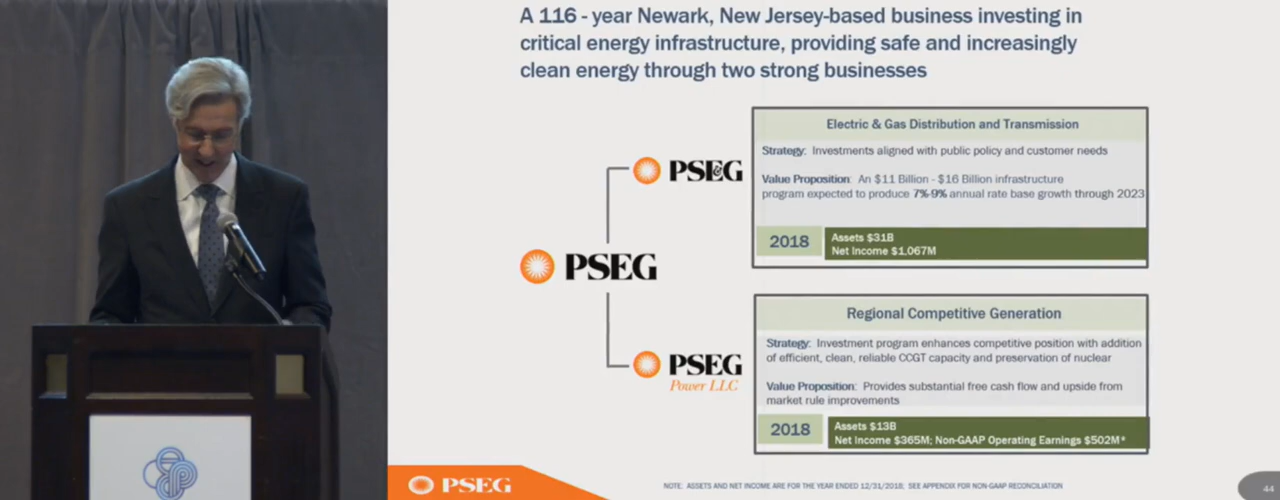 A 116 - year Newark, New Jersey-based business investing in
critical energy infrastructure, providing safe and increasingly
clean energy through two strong businesses
PSEG
PSE&G
Electric & Gas Distribution and Transmission
Strategy: Investments aligned with public policy and customer needs
Value Proposition: An $11 Billion - $16 Billion infrastructure
program expected to produce 7%-9% annual rate base growth through 2023
2018
Assets $31B
Net Income $1,067M
PSEG
Power LLC
Regional Competitive Generation
Strategy: Investment program enhances competitive position with addition
of efficient, clean, reliable CCGT capacity and preservation of nuclear
Value Proposition: Provides substantial free cash flow and upside from
market rule improvements
2018
Assets $13B
Net Income $365M; Non-GAAP Operating Earnings $502M*
PSEG
NOTE: ASSETS AND NET INCOME ARE FOR THE YEAR ENDED 12/31/2018; SEE APPENDIX FOR NON-GAAP RECONCILIATION
44